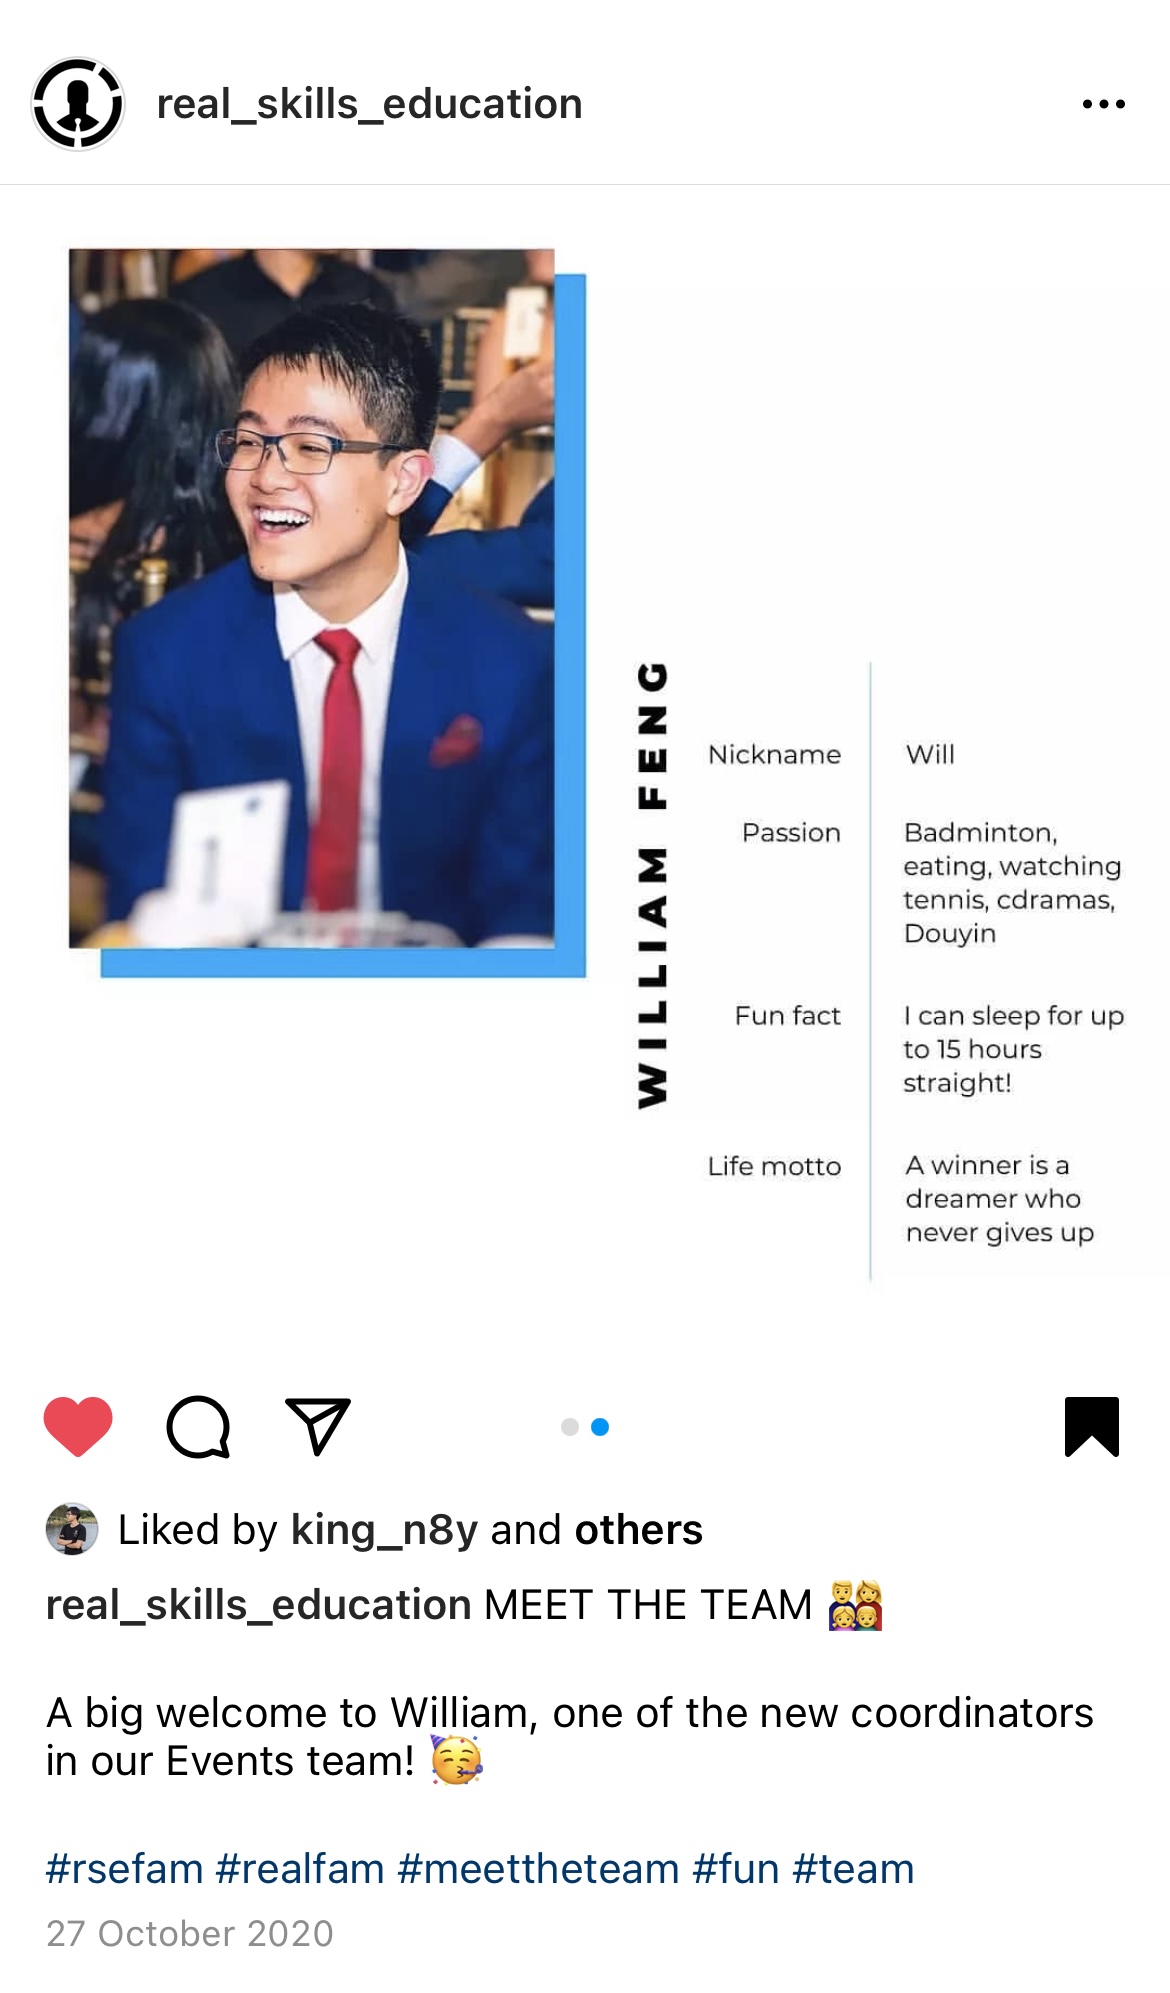 real_skills_education
WILLIAM FENG
Nickname
Will
Passion
Badminton,
eating, watching
tennis, cdramas,
Douyin
Fun fact
I can sleep for up
to 15 hours
straight!
Life motto
A winner is a
dreamer who
never gives up
Liked by king_n8y and others
real_skills_education MEET THE TEAM 👨‍👩‍👧‍👦
A big welcome to William, one of the new coordinators
in our Events team! 🥳
#rsefam #realfam #meettheteam #fun #team
27 October 2020